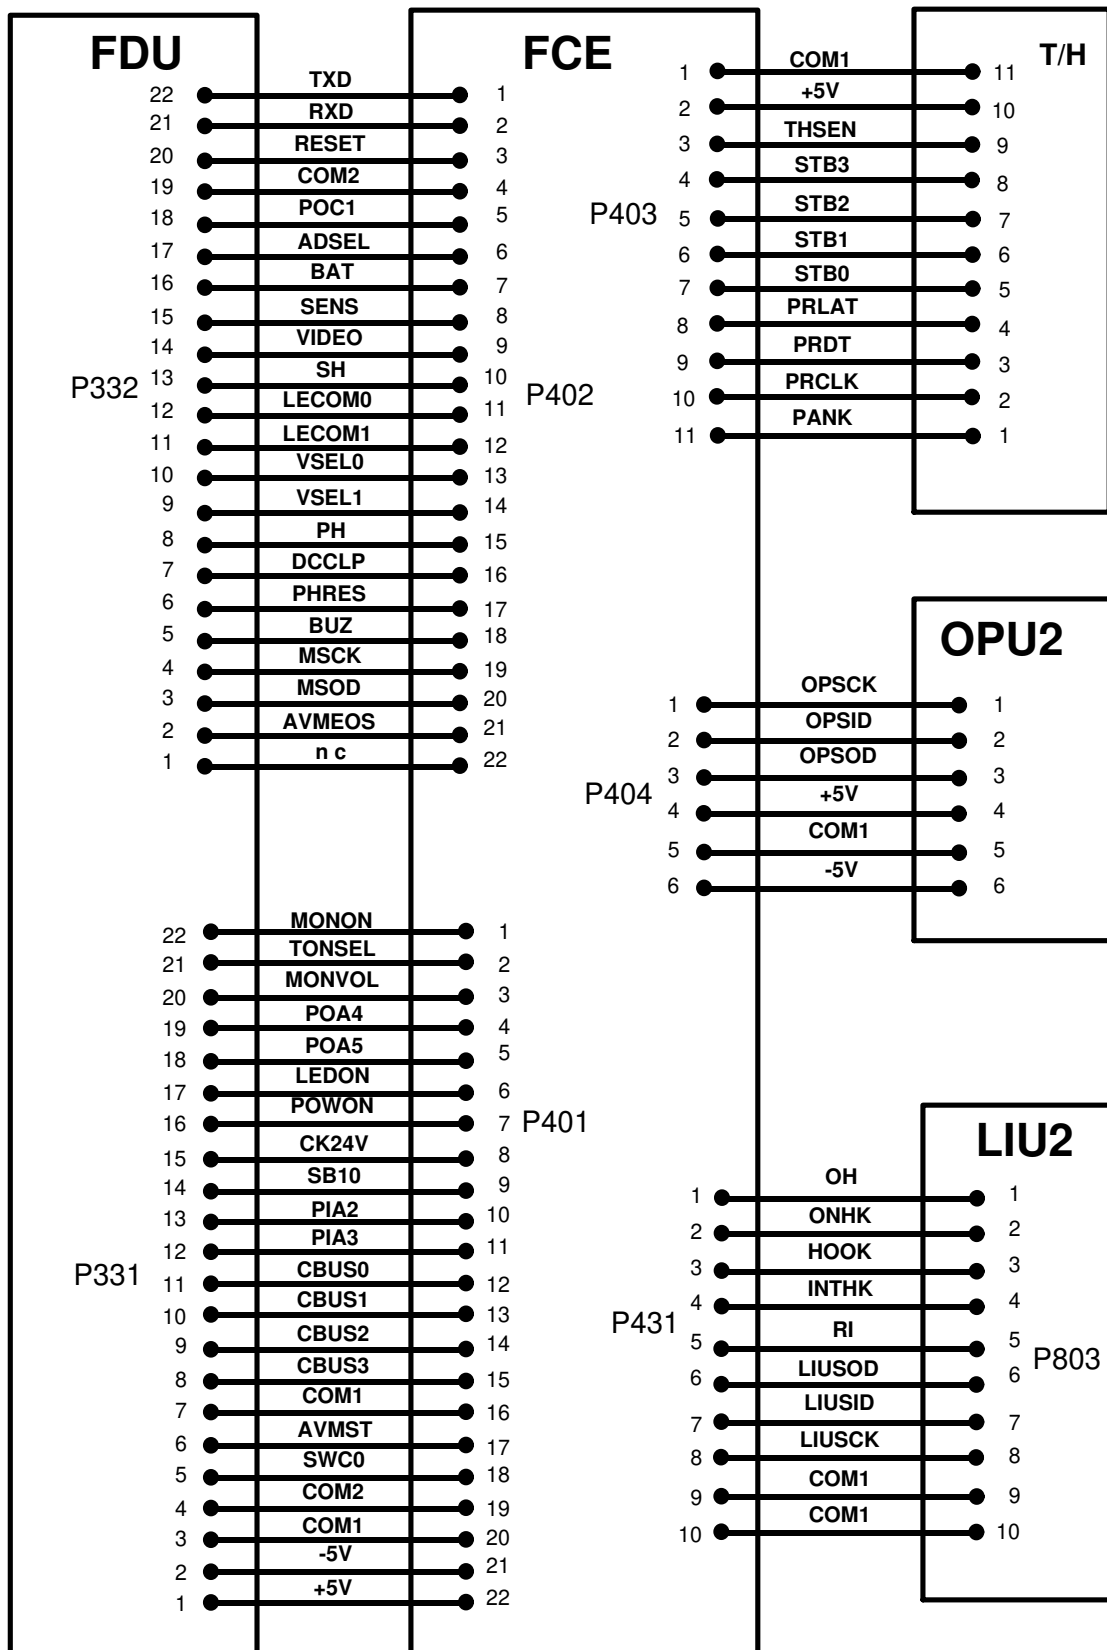 FDU
FCE
T/H
22 TXD 1
21 RXD 2
20 RESET 3
19 COM2 4
18 POC1 5
17 ADSEL 6
16 BAT 7
15 SENS 8
14 VIDEO 9
13 SH 10
12 LECOM0 11
11 LECOM1 12
10 VSEL0 13
9 VSEL1 14
8 PH 15
7 DCCLP 16
6 PHRES 17
5 BUZ 18
4 MSCK 19
3 MSOD 20
2 AVMEOS 21
1 n c 22
P332
P402
1 COM1 11
2 +5V 10
3 THSEN 9
4 STB3 8
5 STB2 7
6 STB1 6
7 STB0 5
8 PRLAT 4
9 PRDT 3
10 PRCLK 2
11 PANK 1
P403
OPU2
1 OPSCK 1
2 OPSID 2
3 OPSOD 3
4 +5V 4
5 COM1 5
6 -5V 6
P404
22 MONON 1
21 TONSEL 2
20 MONVOL 3
19 POA4 4
18 POA5 5
17 LEDON 6
16 POWON 7
15 CK24V 8
14 SB10 9
13 PIA2 10
12 PIA3 11
11 CBUS0 12
10 CBUS1 13
9 CBUS2 14
8 CBUS3 15
7 COM1 16
6 AVMST 17
5 SWC0 18
4 COM2 19
3 COM1 20
2 -5V 21
1 +5V 22
P331
P401
LIU2
1 OH 1
2 ONHK 2
3 HOOK 3
4 INTHK 4
5 RI 5
6 LIUSOD 6
7 LIUSID 7
8 LIUSCK 8
9 COM1 9
10 COM1 10
P431
P803